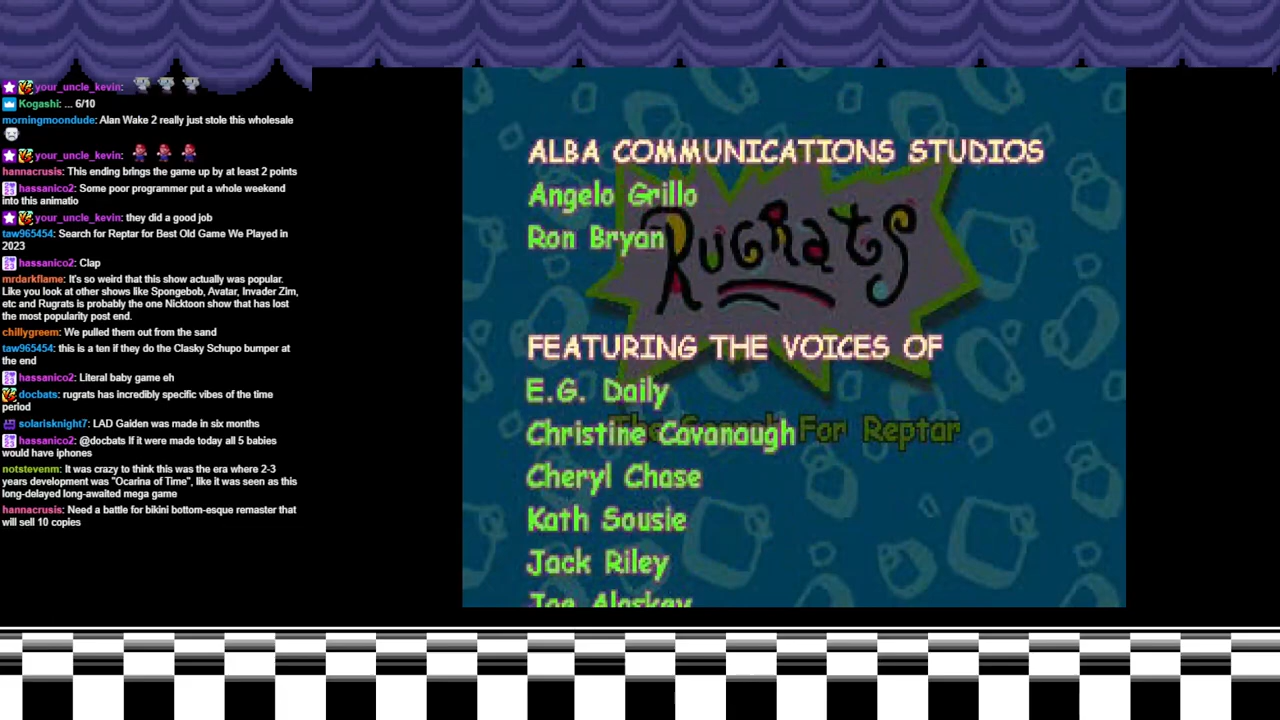 your_uncle_kevin:
Kogashi: ... 6/10
morningmoondude: Alan Wake 2 really just stole this wholesale
your_uncle_kevin:
hannacrusis: This ending brings the game up by at least 2 points
hassanico2: Some poor programmer put a whole weekend
into this animatio
your_uncle_kevin: they did a good job
taw965454: Search for Reptar for Best Old Game We Played in
2023
hassanico2: Clap
mrdarkflame: It's so weird that this show actually was popular.
Like you look at other shows like Spongebob, Avatar, Invader Zim,
etc and Rugrats is probably the one Nicktoon show that has lost
the most popularity post end.
chillygreem: We pulled them out from the sand
taw965454: this is a ten if they do the Clasky Schupo bumper at
the end
hassanico2: Literal baby game eh
docbats: rugrats has incredibly specific vibes of the time
period
solarisknight7: LAD Gaiden was made in six months
hassanico2: @docbats If it were made today all 5 babies
would have iphones
notstevenm: It was crazy to think this was the era where 2-3
years development was "Ocarina of Time", like it was seen as this
long-delayed long-awaited mega game
hannacrusis: Need a battle for bikini bottom-esque remaster that
will sell 10 copies
ALBA COMMUNICATIONS STUDIOS
Angelo Grillo
Ron Bryan
RUGRATS
FEATURING THE VOICES OF
E.G. Daily
The Search For Reptar
Christine Cavanaugh
Cheryl Chase
Kath Sousie
Jack Riley
Joe Alaskey